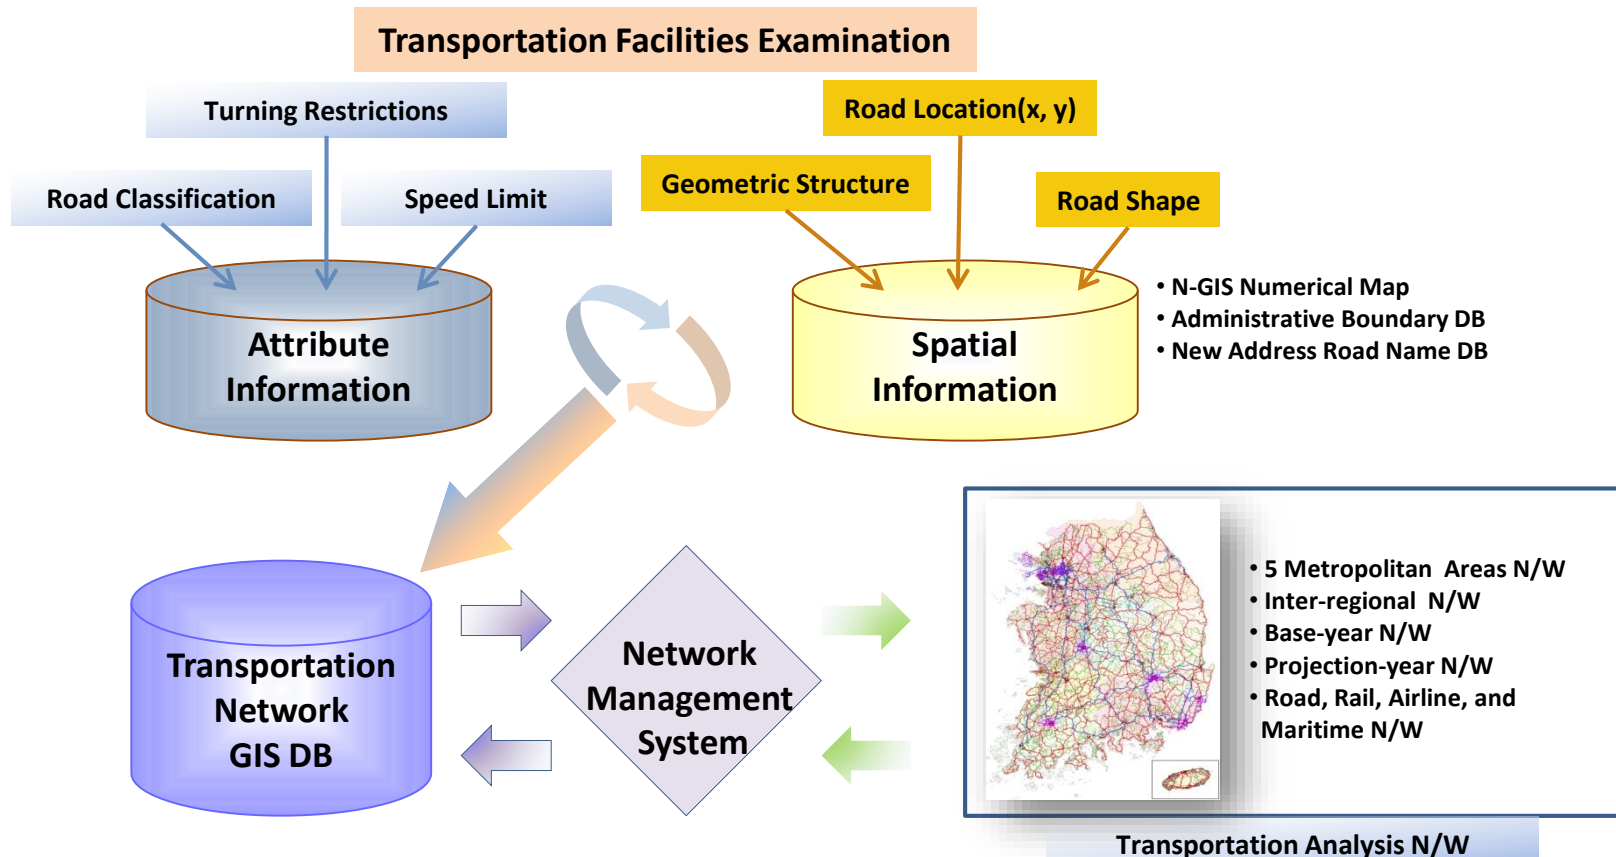 Transportation Facilities Examination
Turning Restrictions
Road Location(x, y)
Road Classification
Speed Limit
Geometric Structure
Road Shape
Attribute
Information
Spatial
Information
• N-GIS Numerical Map
• Administrative Boundary DB
• New Address Road Name DB
Transportation
Network
GIS DB
Network
Management
System
• 5 Metropolitan Areas N/W
• Inter-regional N/W
• Base-year N/W
• Projection-year N/W
• Road, Rail, Airline, and
Maritime N/W
Transportation Analysis N/W